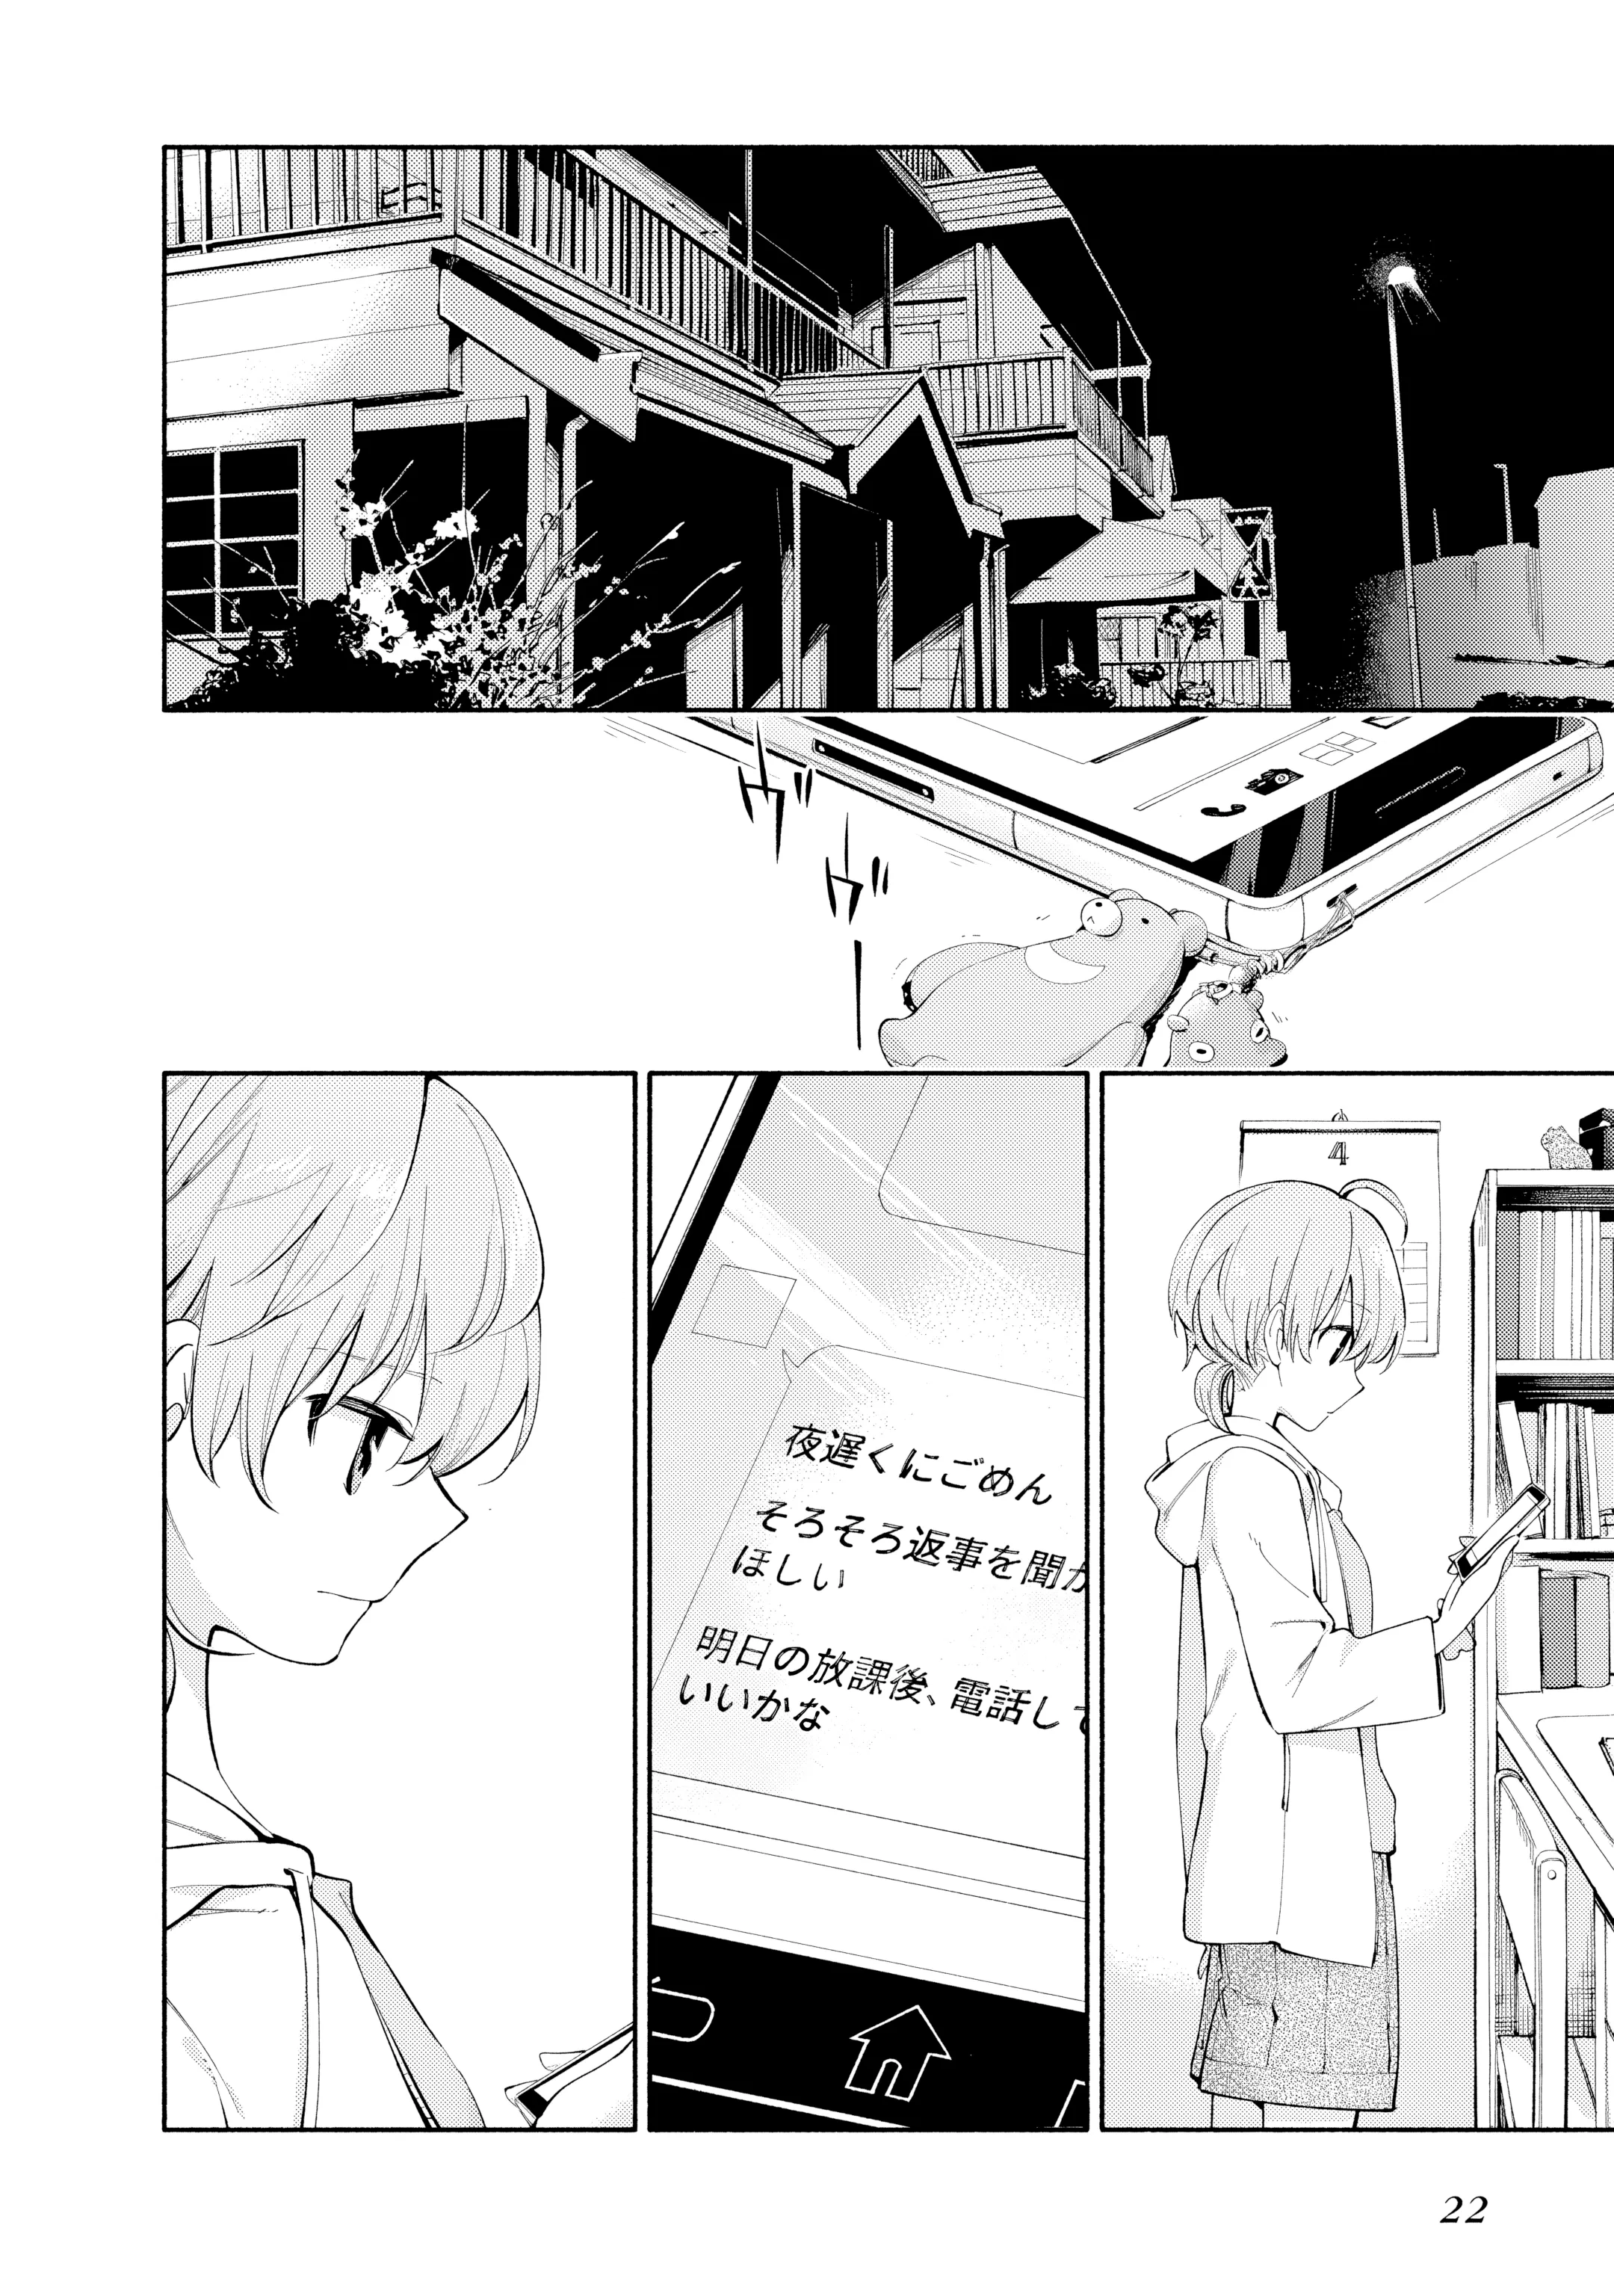 ヴヴーッ
4
夜遅くにごめん
そろそろ返事を聞か
ほしい
明日の放課後、電話して
いいかな
22